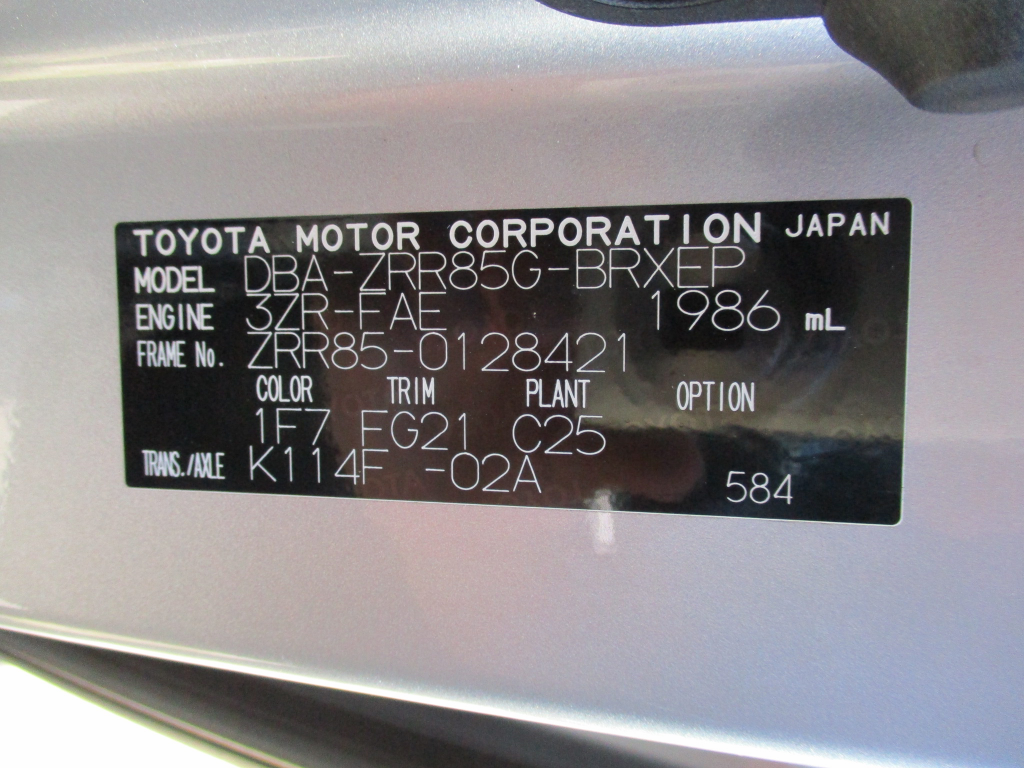 TOYOTA MOTOR CORPORATION JAPAN
MODEL DBA-ZRR85G-BRXEP
ENGINE 3ZR-FAE 1986 mL
FRAME No. ZRR85-0128421
COLOR TRIM PLANT OPTION
1F7 FG21 C25
TRANS./AXLE K114F -02A 584